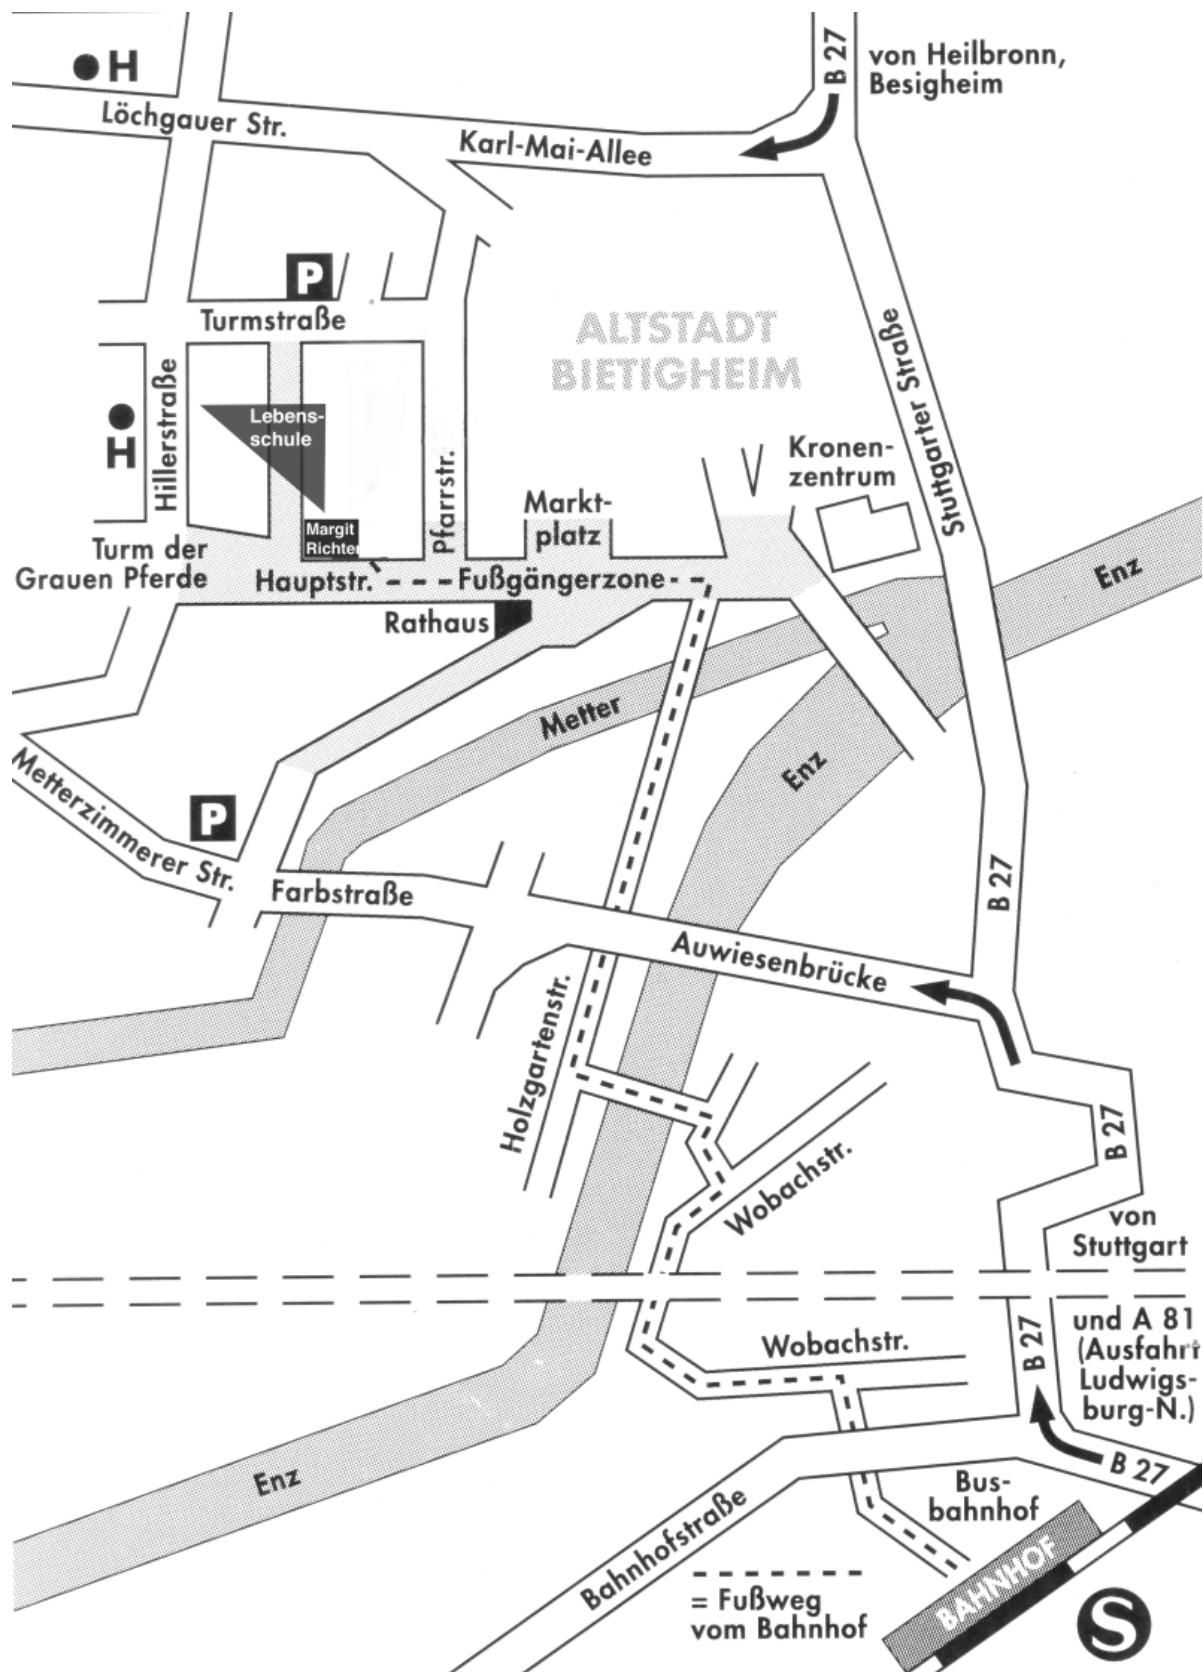 H
B 27
von Heilbronn,
Besigheim
Löchgauer Str.
Karl-Mai-Allee
P
Turmstraße
ALTSTADT
BIETIGHEIM
Stuttgarter Straße
Hillerstraße
H
Lebens-
schule
Pfarrstr.
Kronen-
zentrum
Markt-
platz
Margit
Richter
Turm der
Grauen Pferde
Hauptstr.
Fußgängerzone
Enz
Rathaus
Metter
Enz
Metterzimmerer Str.
P
Farbstraße
B 27
Auwiesenbrücke
Holzgartenstr.
B 27
Wobachstr.
von
Stuttgart
und A 81
(Ausfahrt
Ludwigs-
burg-N.)
B 27
Wobachstr.
Enz
B 27
Bus-
bahnhof
Bahnhofstraße
BAHNHOF
= Fußweg
vom Bahnhof
S